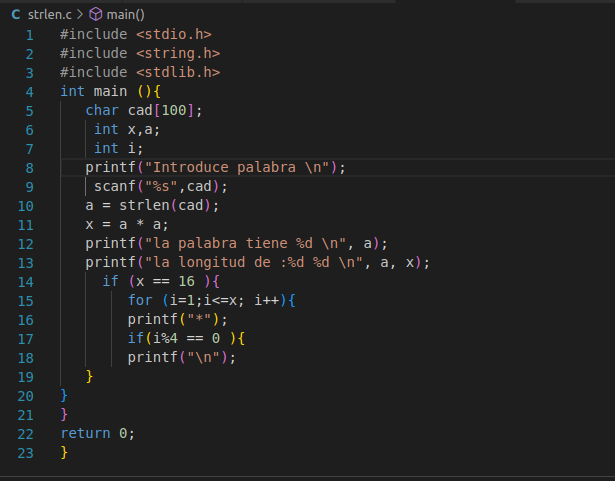 C strlen.c > main()
1 #include <stdio.h>
2 #include <string.h>
3 #include <stdlib.h>
4 int main (){
5 char cad[100];
6 int x,a;
7 int i;
8 printf("Introduce palabra \n");
9 scanf("%s",cad);
10 a = strlen(cad);
11 x = a * a;
12 printf("la palabra tiene %d \n", a);
13 printf("la longitud de :%d %d \n", a, x);
14 if (x == 16 ){
15 for (i=1;i<=x; i++){
16 printf("*");
17 if(i%4 == 0 ){
18 printf("\n");
19 }
20 }
21 }
22 return 0;
23 }